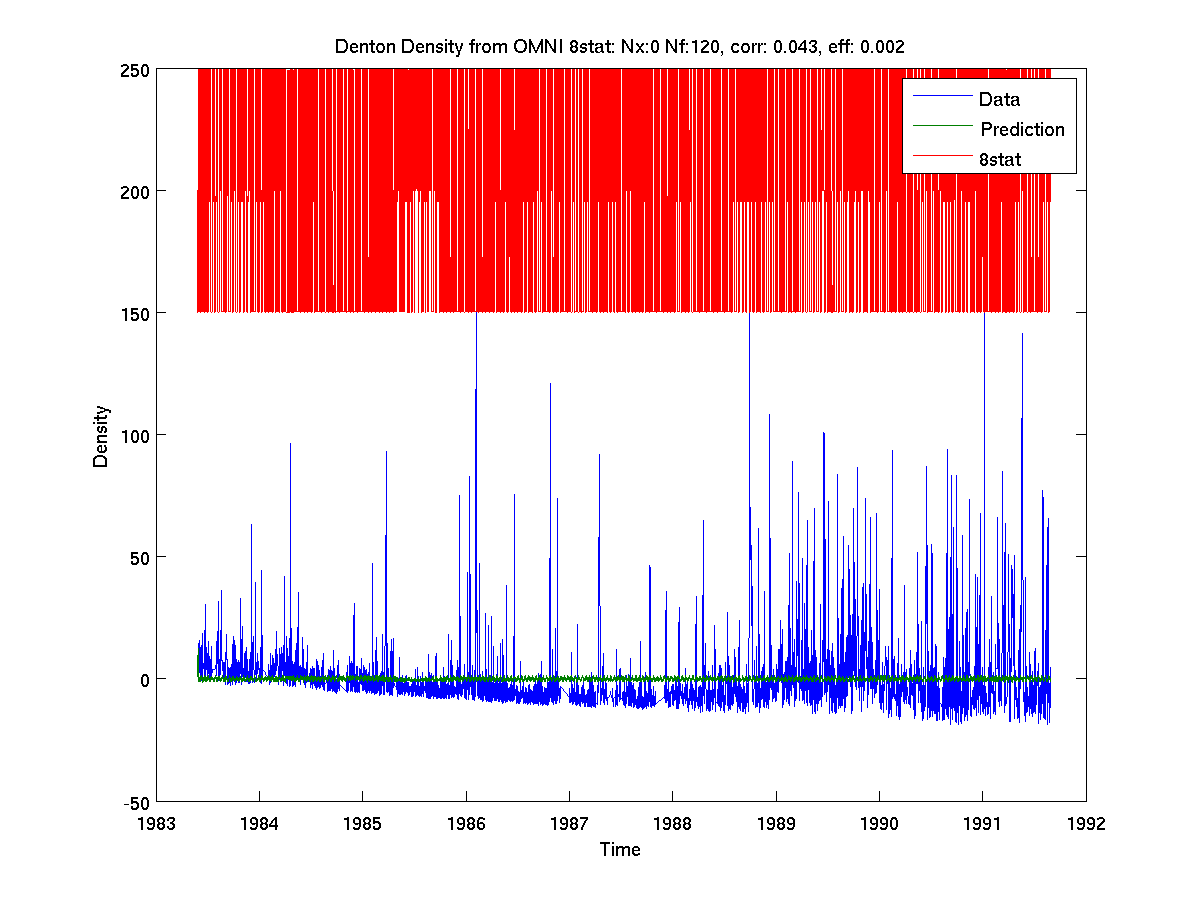 Denton Density from OMNI 8stat: Nx:0 Nf:120, corr: 0.043, eff: 0.002
250
200
150
100
50
0
-50
Density
Data
Prediction
8stat
1983
1984
1985
1986
1987
1988
1989
1990
1991
1992
Time